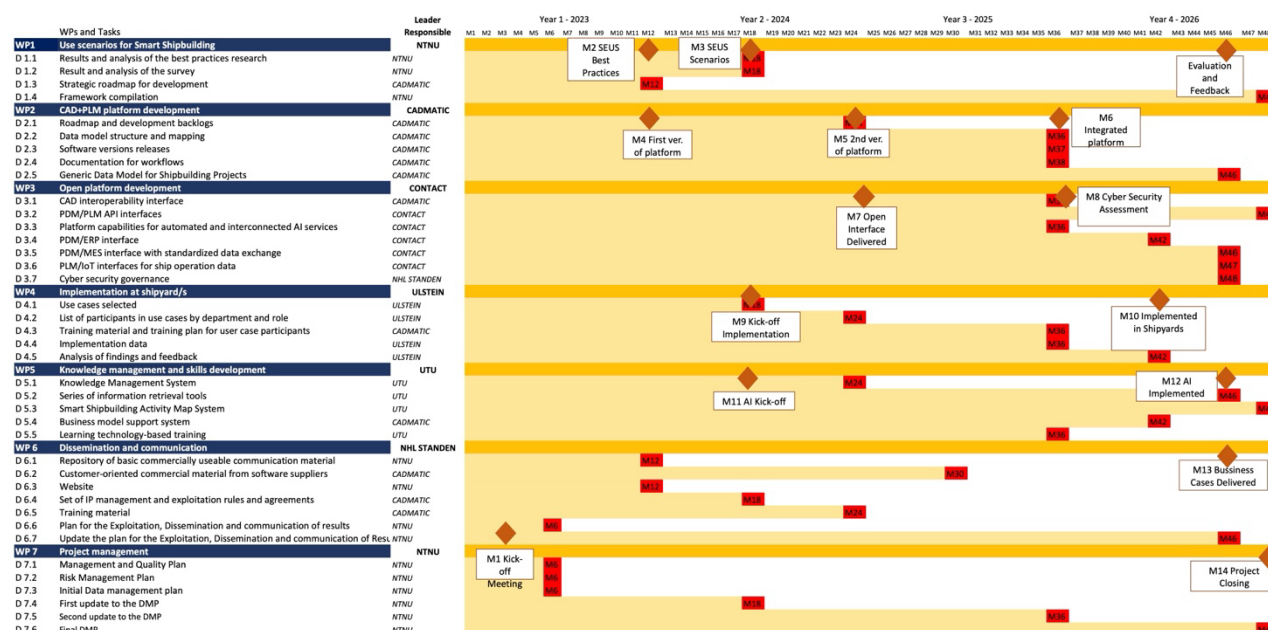 Leader
Year 1 - 2023 Year 2 - 2024 Year 3 - 2025 Year 4 - 2026
WPs and Tasks Responsible M1 M2 M3 M4 M5 M6 M7 M8 M9 M10 M11 M12 M13 M14 M15 M16 M17 M18 M19 M20 M21 M22 M23 M24 M25 M26 M27 M28 M29 M30 M31 M32 M33 M34 M35 M36 M37 M38 M39 M40 M41 M42 M43 M44 M45 M46 M47
WP1 Use scenarios for Smart Shipbuilding NTNU
D 1.1 Results and analysis of the best practices research NTNU
D 1.2 Result and analysis of the survey NTNU M18
D 1.3 Strategic roadmap for development CADMATIC M12
D 1.4 Framework compilation NTNU
M2 SEUS
Best
Practices
M3 SEUS
Scenarios
Evaluation
and
Feedback
WP2 CAD+PLM platform development CADMATIC
D 2.1 Roadmap and development backlogs CADMATIC
D 2.2 Data model structure and mapping CADMATIC M36
D 2.3 Software versions releases CADMATIC M37
D 2.4 Documentation for workflows CADMATIC M38
D 2.5 Generic Data Model for Shipbuilding Projects CADMATIC M46
M4 First ver.
of platform
M5 2nd ver.
of platform
M6
Integrated
platform
WP3 Open platform development CONTACT
D 3.1 CAD interoperability interface CADMATIC
D 3.2 PDM/PLM API interfaces CONTACT
D 3.3 Platform capabilities for automated and interconnected AI services CONTACT M36
D 3.4 PDM/ERP interface CONTACT M42
D 3.5 PDM/MES interface with standardized data exchange CONTACT M46
D 3.6 PLM/IoT interfaces for ship operation data CONTACT M47
D 3.7 Cyber security governance NHL STANDEN M48
M7 Open
Interface
Delivered
M8 Cyber Security
Assessment
WP4 Implementation at shipyard/s ULSTEIN
D 4.1 Use cases selected ULSTEIN
D 4.2 List of participants in use cases by department and role ULSTEIN M24
D 4.3 Training material and training plan for user case participants CADMATIC M36
D 4.4 Implementation data ULSTEIN M36
D 4.5 Analysis of findings and feedback ULSTEIN M42
M9 Kick-off
Implementation
M10 Implemented
in Shipyards
WP5 Knowledge management and skills development UTU
D 5.1 Knowledge Management System UTU M24
D 5.2 Series of information retrieval tools UTU M46
D 5.3 Smart Shipbuilding Activity Map System UTU
D 5.4 Business model support system CADMATIC M42
D 5.5 Learning technology-based training UTU M36
M11 AI Kick-off
M12 AI
Implemented
WP 6 Dissemination and communication NHL STANDEN
D 6.1 Repository of basic commercially useable communication material NTNU M12
D 6.2 Customer-oriented commercial material from software suppliers CADMATIC M30
D 6.3 Website NTNU M12
D 6.4 Set of IP management and exploitation rules and agreements CADMATIC M18
D 6.5 Training material CADMATIC M24
D 6.6 Plan for the Exploitation, Dissemination and communication of results NTNU M6
D 6.7 Update the plan for the Exploitation, Dissemination and communication of Resu NTNU M46
M13 Bussiness
Cases Delivered
WP 7 Project management NTNU
D 7.1 Management and Quality Plan NTNU M6
D 7.2 Risk Management Plan NTNU M6
D 7.3 Initial Data management plan NTNU M6
D 7.4 First update to the DMP NTNU M18
D 7.5 Second update to the DMP NTNU M36
D 7.6 Final DMP NTNU
M1 Kick-
off
Meeting
M14 Project
Closing